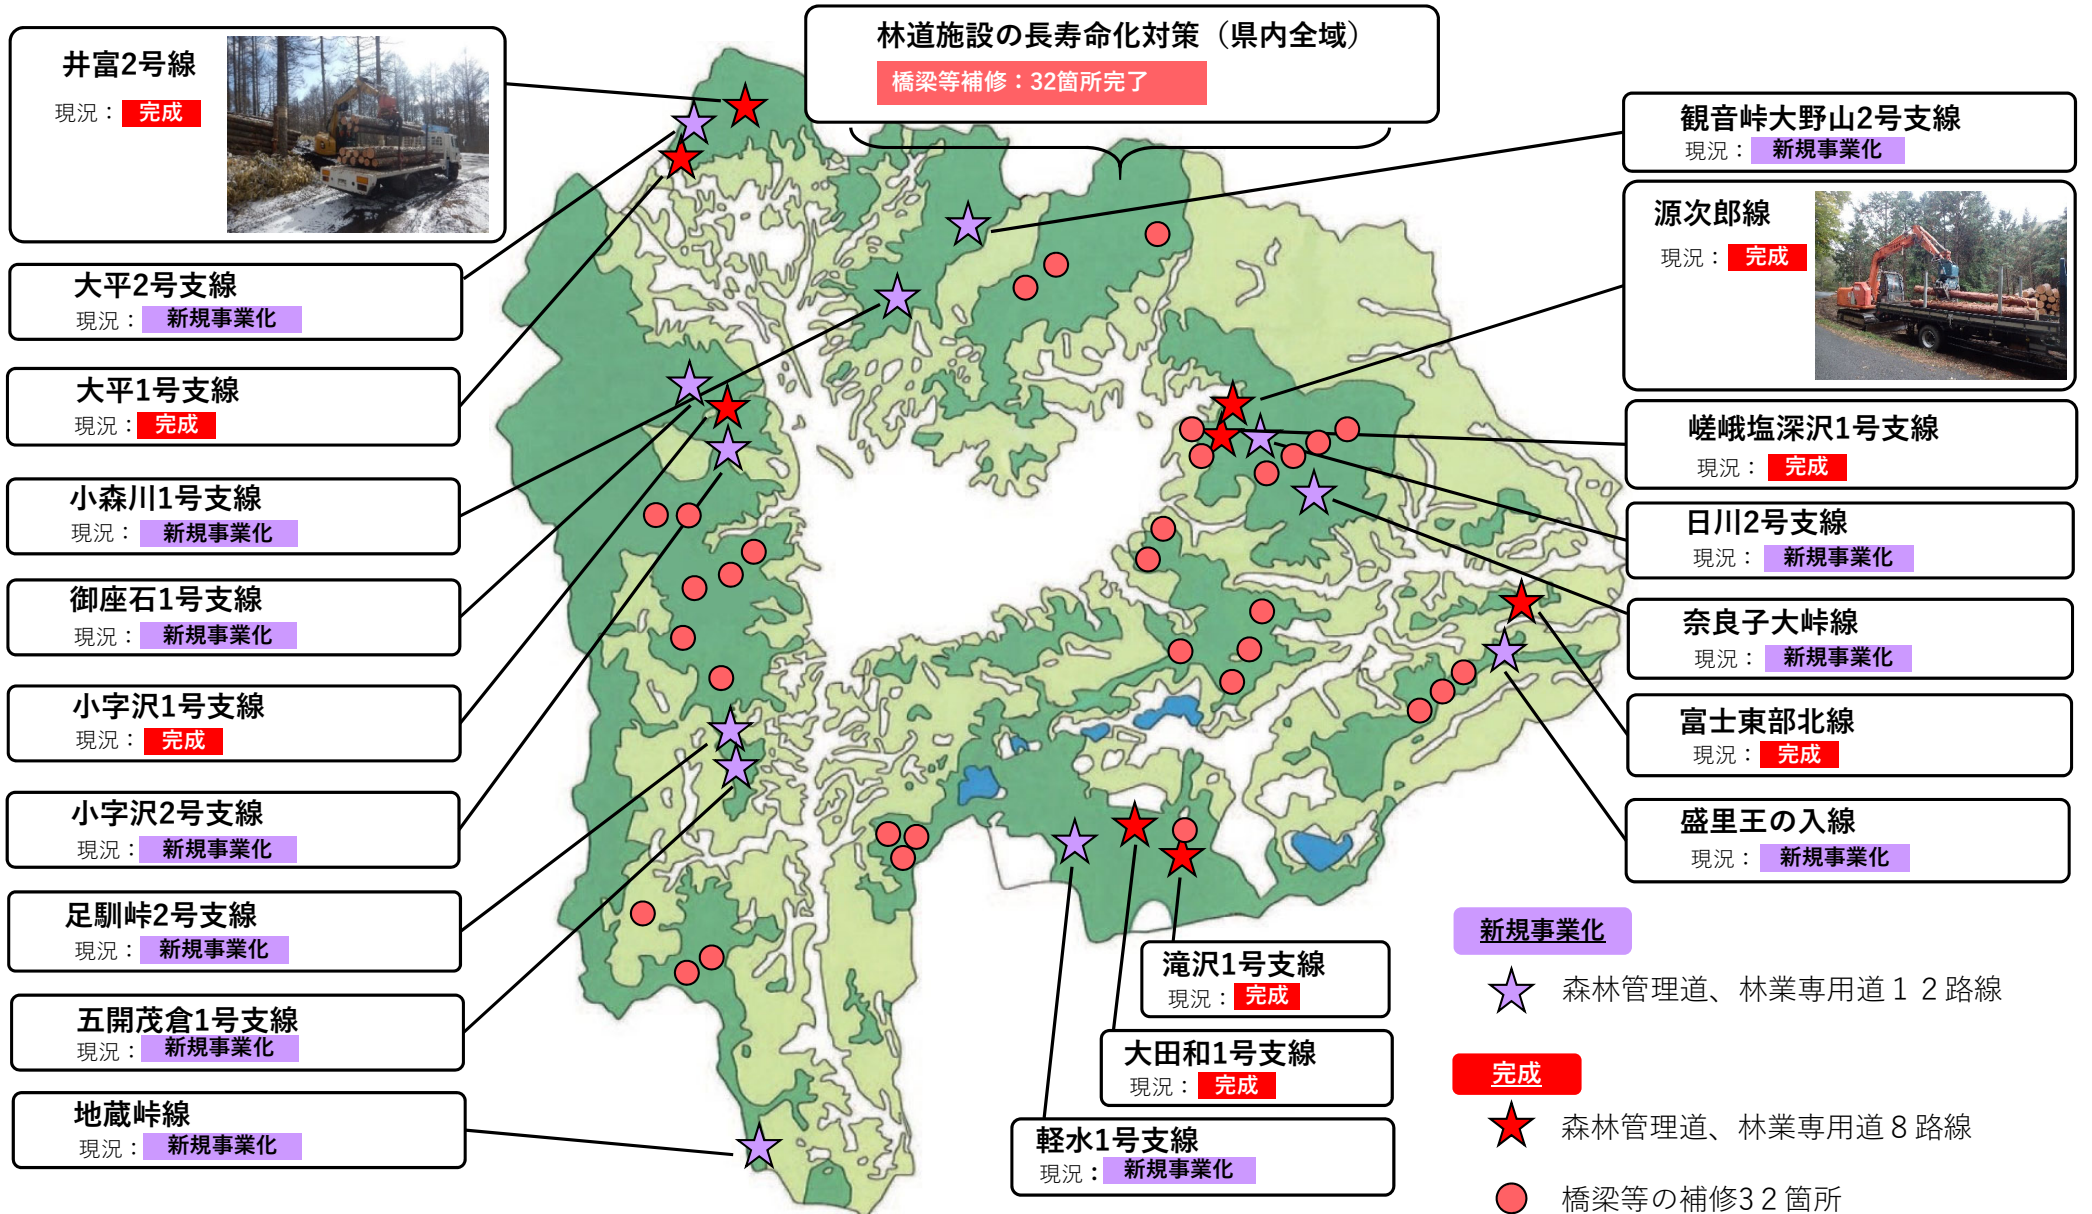 林道施設の長寿命化対策（県内全域）
橋梁等補修：32箇所完了
井富2号線
現況：完成
大平2号支線
現況：新規事業化
大平1号支線
現況：完成
小森川1号支線
現況：新規事業化
御座石1号支線
現況：新規事業化
小字沢1号支線
現況：完成
小字沢2号支線
現況：新規事業化
足馴峠2号支線
現況：新規事業化
五開茂倉1号支線
現況：新規事業化
地蔵峠線
現況：新規事業化
観音峠大野山2号支線
現況：新規事業化
源次郎線
現況：完成
嵯峨塩深沢1号支線
現況：完成
日川2号支線
現況：新規事業化
奈良子大峠線
現況：新規事業化
富士東部北線
現況：完成
盛里王の入線
現況：新規事業化
滝沢1号支線
現況：完成
大田和1号支線
現況：完成
軽水1号支線
現況：新規事業化
新規事業化
森林管理道、林業専用道１２路線
完成
森林管理道、林業専用道８路線
橋梁等の補修3２箇所